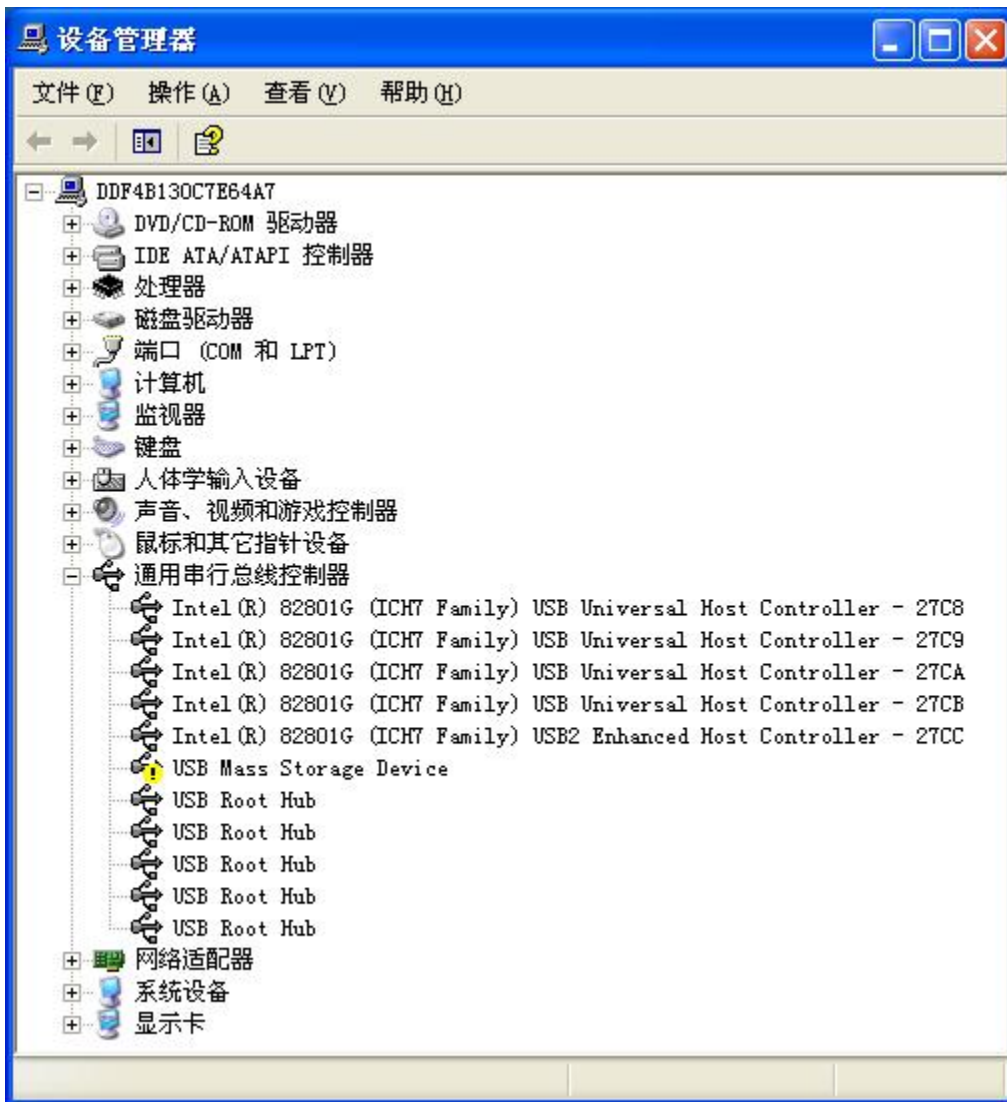 设备管理器
文件(F) 操作(A) 查看(V) 帮助(H)
DDF4B130C7E64A7
DVD/CD-ROM 驱动器
IDE ATA/ATAPI 控制器
处理器
磁盘驱动器
端口 (COM 和 LPT)
计算机
监视器
键盘
人体学输入设备
声音、视频和游戏控制器
鼠标和其它指针设备
通用串行总线控制器
Intel(R) 82801G (ICH7 Family) USB Universal Host Controller - 27C8
Intel(R) 82801G (ICH7 Family) USB Universal Host Controller - 27C9
Intel(R) 82801G (ICH7 Family) USB Universal Host Controller - 27CA
Intel(R) 82801G (ICH7 Family) USB Universal Host Controller - 27CB
Intel(R) 82801G (ICH7 Family) USB2 Enhanced Host Controller - 27CC
USB Mass Storage Device
USB Root Hub
USB Root Hub
USB Root Hub
USB Root Hub
USB Root Hub
网络适配器
系统设备
显示卡